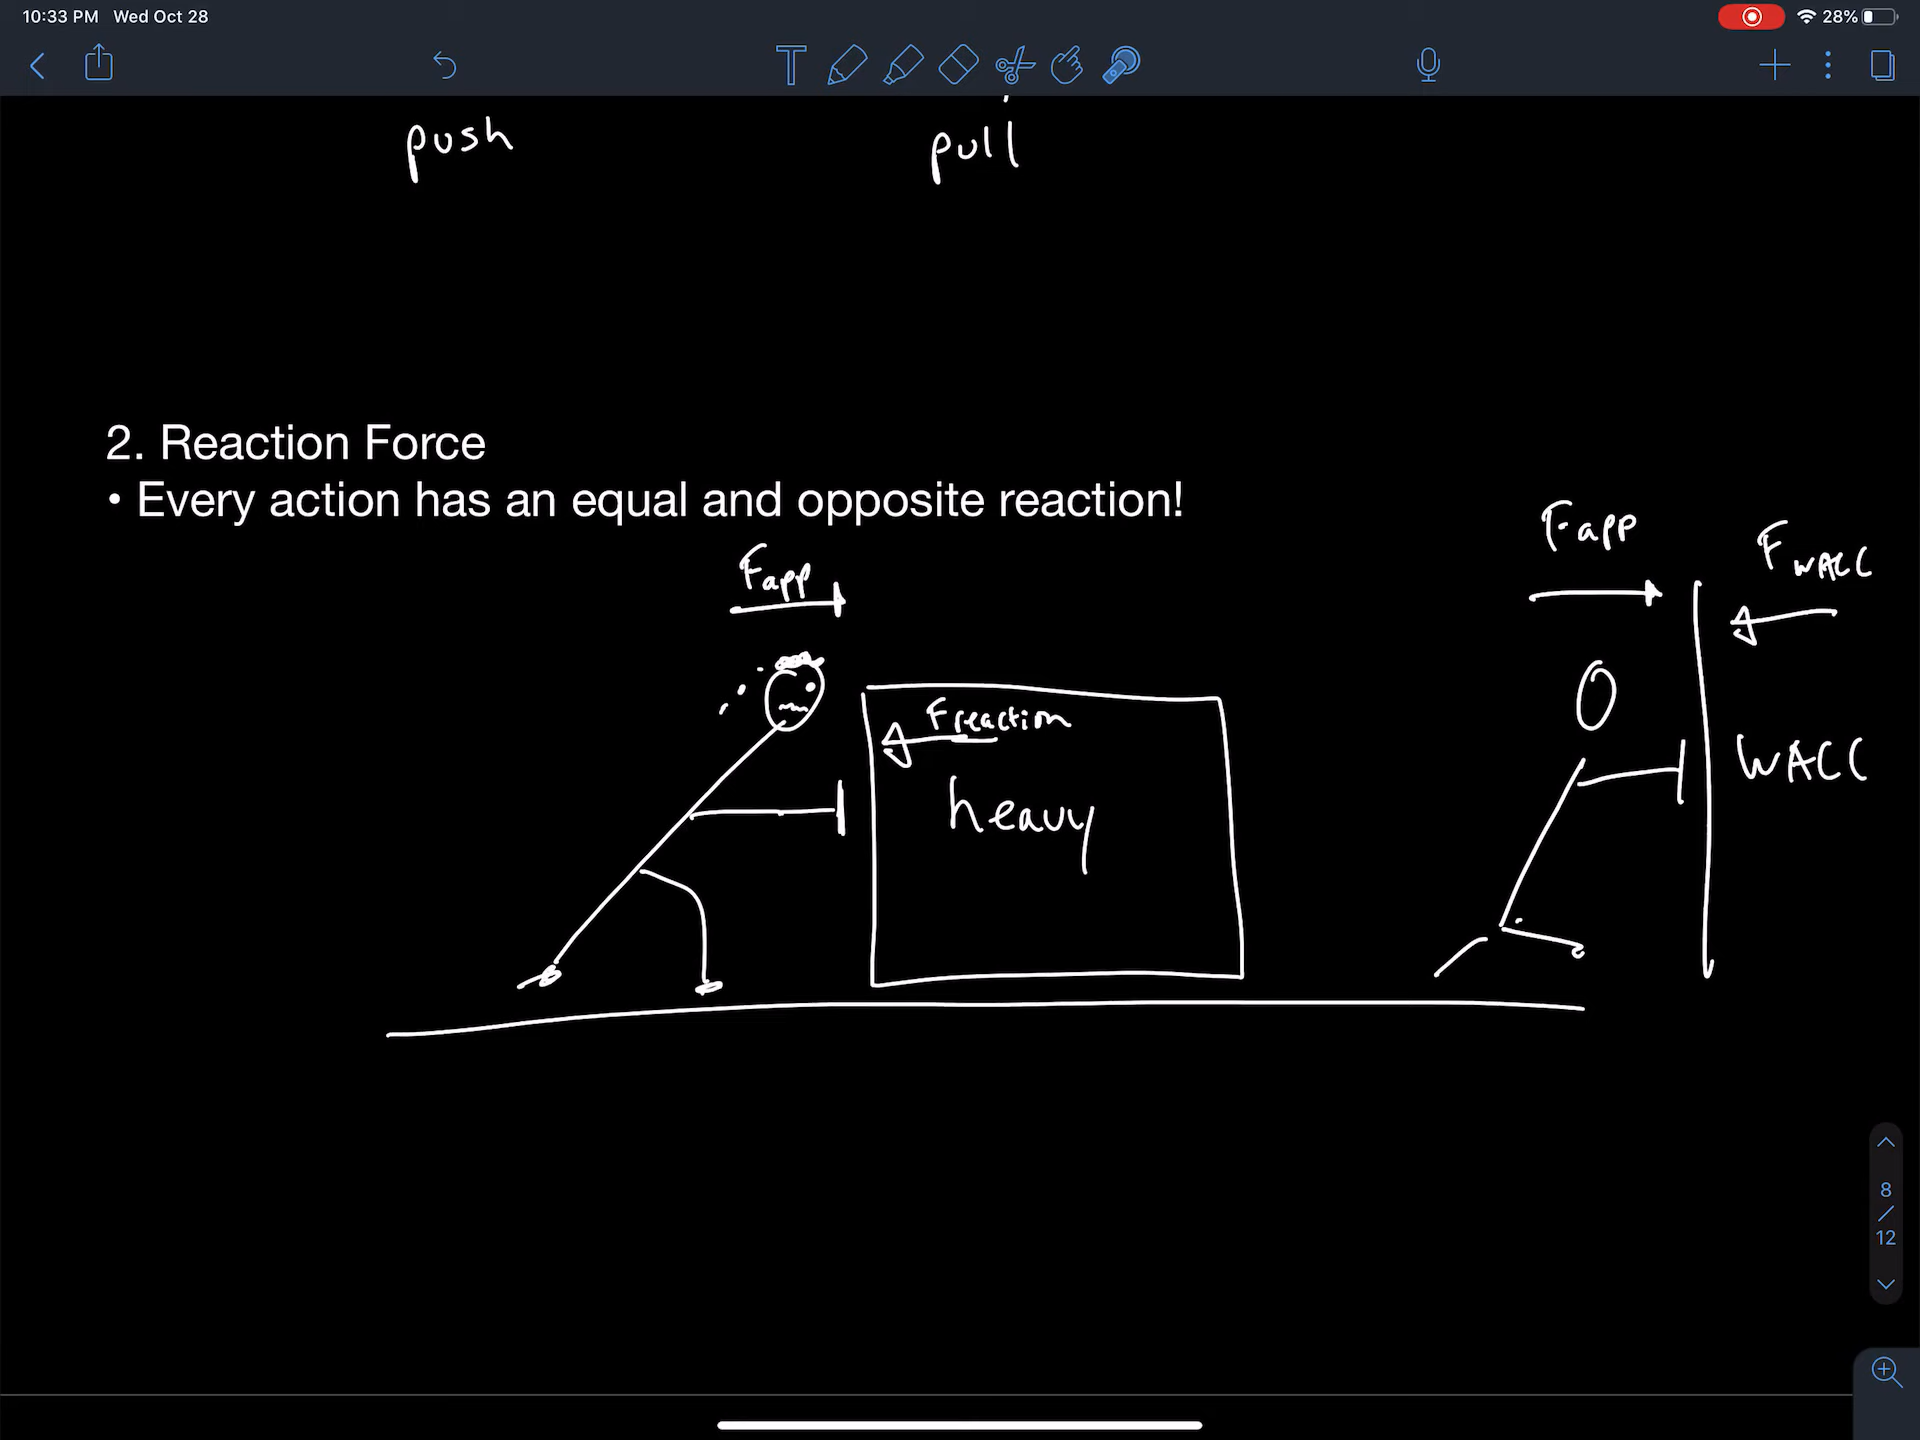 10:33 PM Wed Oct 28
28%
push
pull
2. Reaction Force
• Every action has an equal and opposite reaction!
Fapp
Fapp
FWALL
Freaction
heavy
WALL
8
/
12